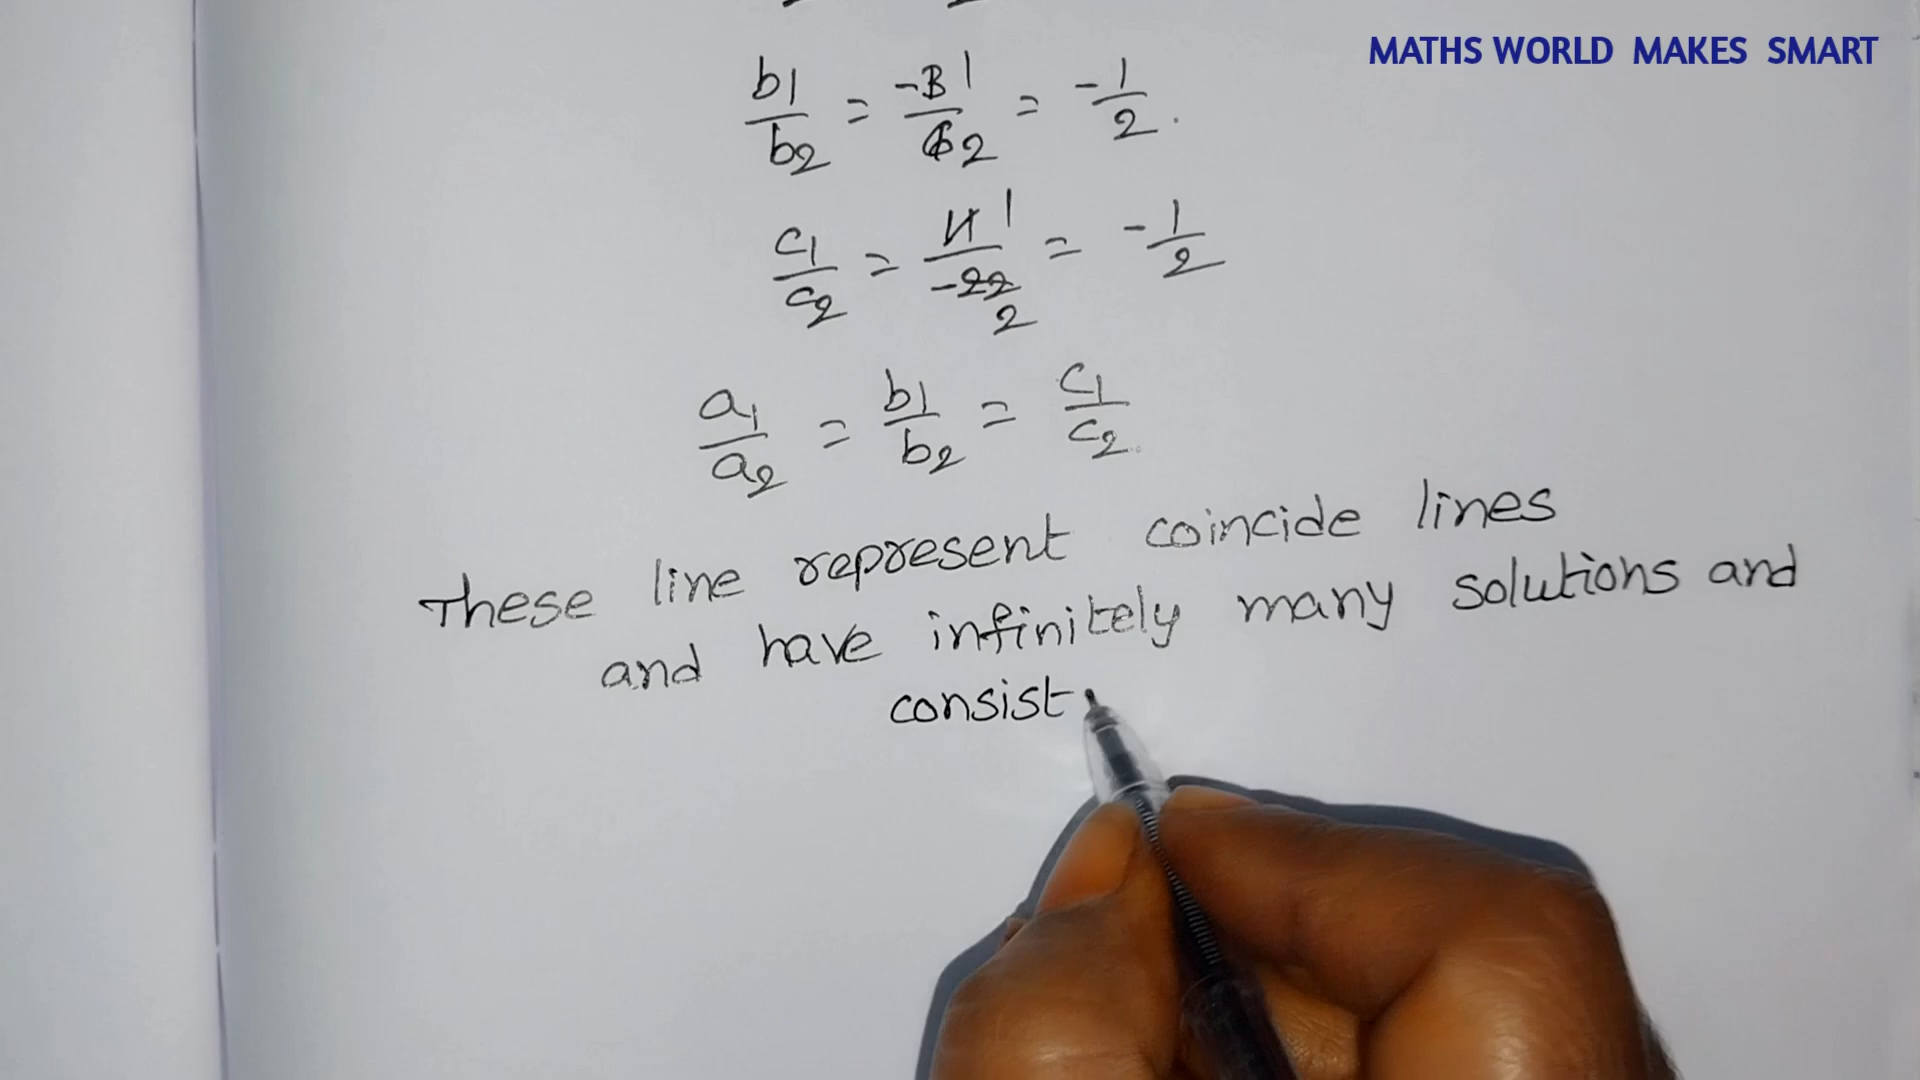 MATHS WORLD MAKES SMART
b1/b2 = -3 1/6 2 = -1/2.
c1/c2 = 11 1/-22 2 = -1/2
a1/a2 = b1/b2 = c1/c2
These line represent coincide lines
and have infinitely many solutions and
consist